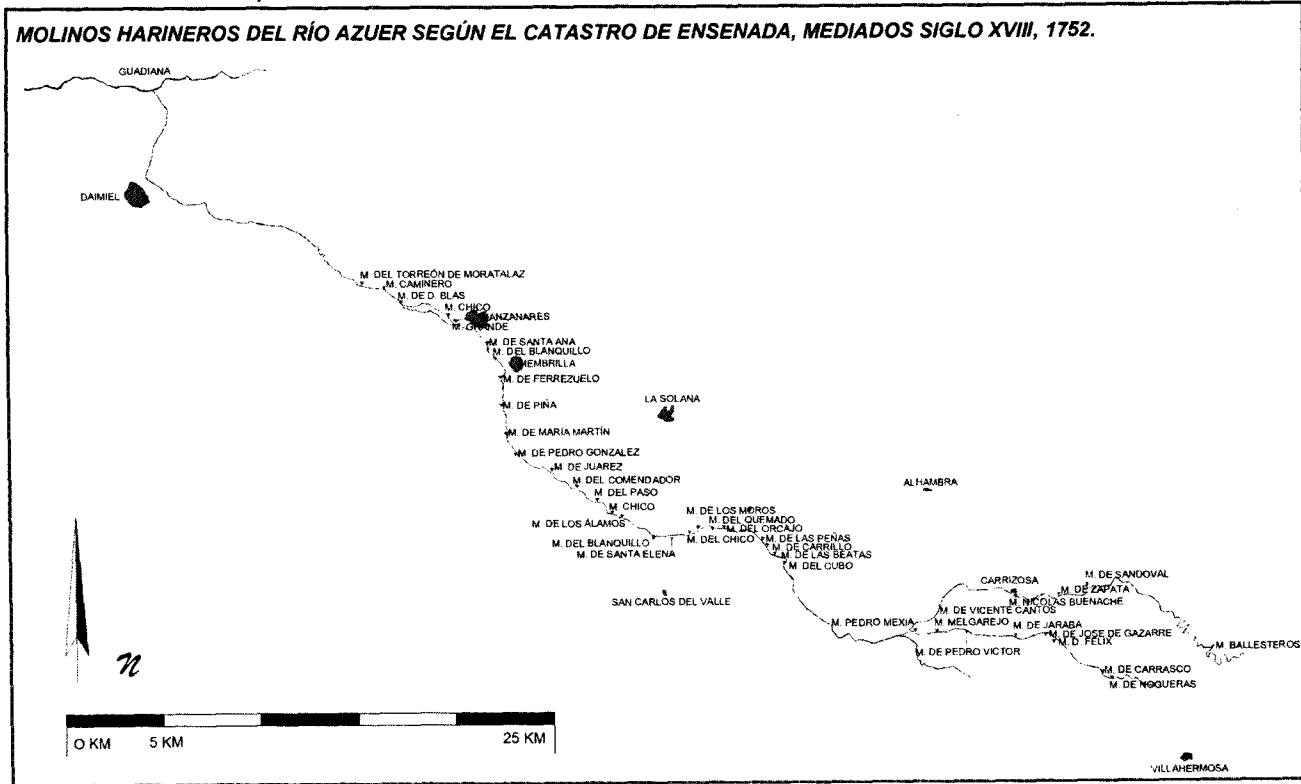 MOLINOS HARINEROS DEL RÍO AZUER SEGÚN EL CATASTRO DE ENSENADA, MEDIADOS SIGLO XVIII, 1752.
GUADIANA
DAIMIEL
M. DEL TORREÓN DE MORATALAZ
M. CAMINERO
M. DE D. BLAS
M. CHICO
MANZANARES
M. GRANDE
M. DE SANTA ANA
M. DEL BLANQUILLO
MEMBRILLA
M. DE FERREZUELO
M. DE PIÑA
LA SOLANA
M. DE MARÍA MARTÍN
M. DE PEDRO GONZALEZ
M. DE JUAREZ
M. DEL COMENDADOR
M. DEL PASO
M. CHICO
ALHAMBRA
M. DE LOS ÁLAMOS
M. DE LOS MOROS
M. DEL QUEMADO
M. DEL ORCAJO
M. DEL CHICO
M. DEL BLANQUILLO
M. DE SANTA ELENA
M. DE LAS PEÑAS
M. DE CARRILLO
M. DE LAS BEATAS
M. DEL CUBO
SAN CARLOS DEL VALLE
CARRIZOSA
M. DE SANDOVAL
M. DE ZAPATA
M. NICOLAS BUENACHE
M. DE VICENTE CANTOS
M. PEDRO MEXIA
M. MELGAREJO
M. DE JARABA
M. DE JOSE DE GAZARRE
M. D. FELIX
M. BALLESTEROS
M. DE PEDRO VICTOR
M. DE CARRASCO
M. DE NOGUERAS
N
O KM 5 KM 25 KM
VILLAHERMOSA